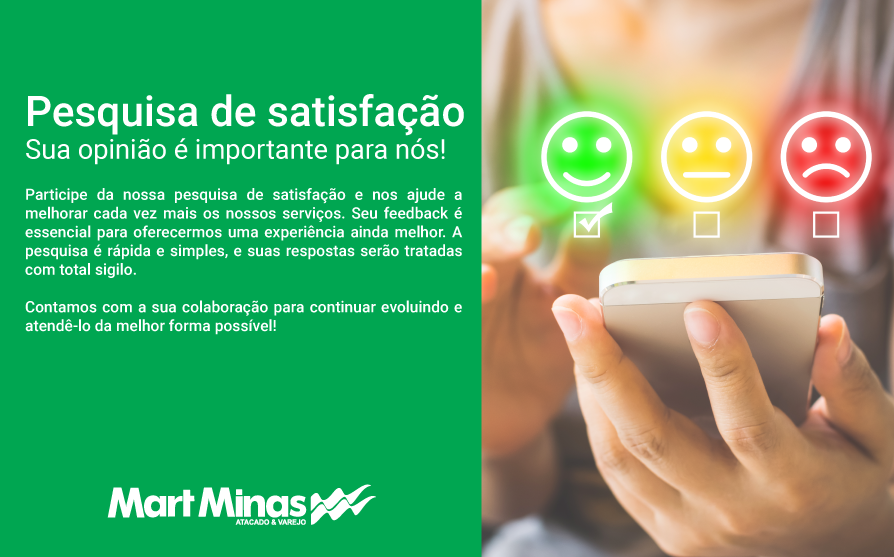 Pesquisa de satisfação
Sua opinião é importante para nós!
Participe da nossa pesquisa de satisfação e nos ajude a
melhorar cada vez mais os nossos serviços. Seu feedback é
essencial para oferecermos uma experiência ainda melhor. A
pesquisa é rápida e simples, e suas respostas serão tratadas
com total sigilo.
Contamos com a sua colaboração para continuar evoluindo e
atendê-lo da melhor forma possível!
Mart Minas
ATACADO & VAREJO